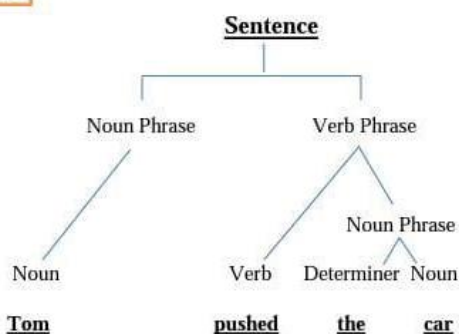 Sentence
Noun Phrase Verb Phrase
Noun Phrase
Noun Verb Determiner Noun
Tom pushed the car